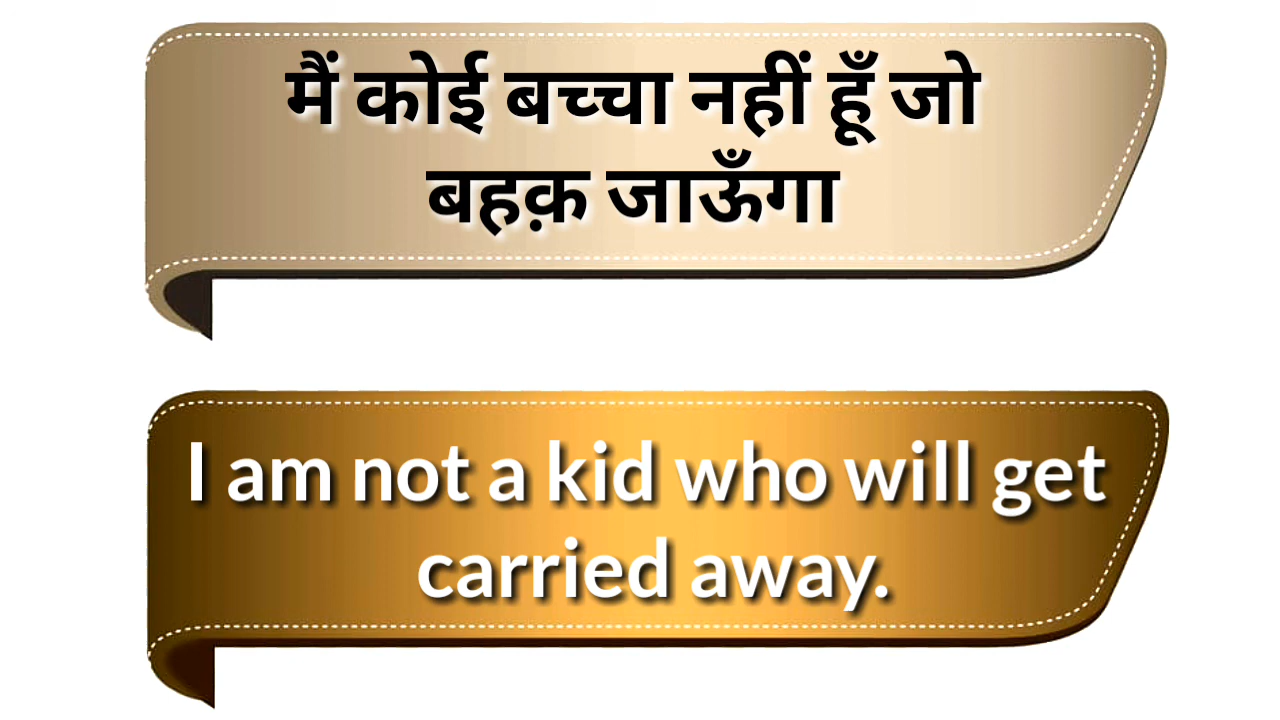 मैं कोई बच्चा नहीं हूँ जो
बहक़ जाऊँगा
I am not a kid who will get
carried away.